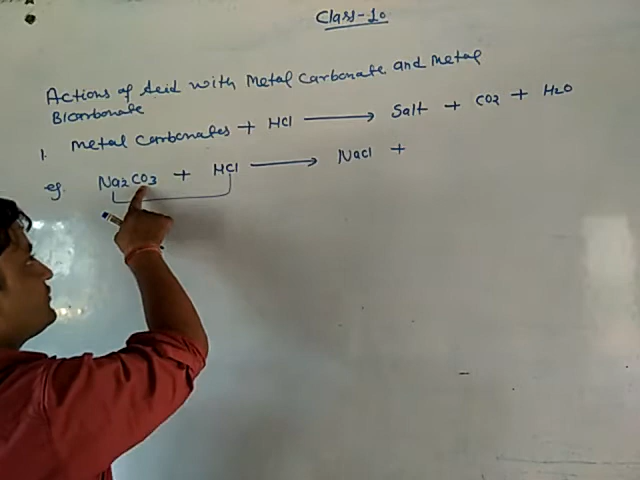 Class-10
Actions of Acid with Metal Carbonate and Metal
Bicarbonate
1. Metal Carbonates + HCl ⟶ Salt + CO2 + H2O
eg. Na2CO3 + HCl ⟶ NaCl +